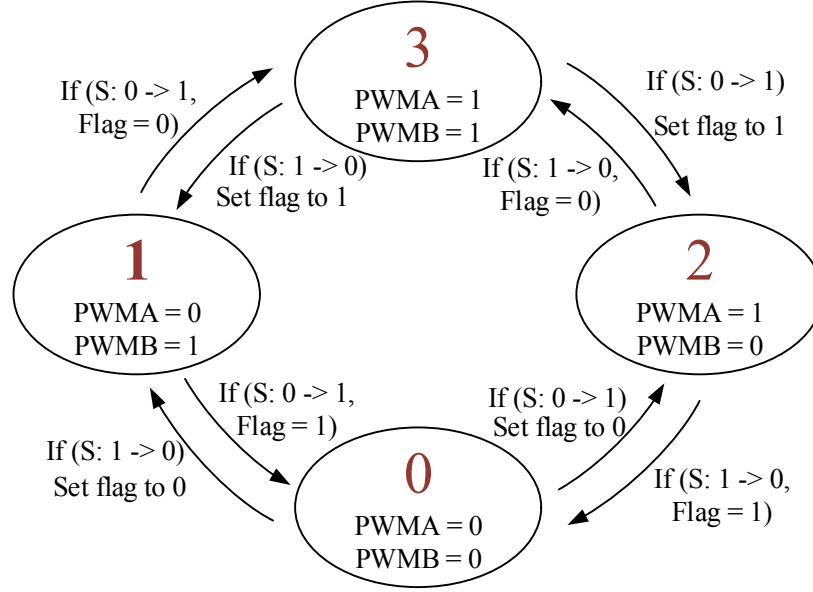 3
PWMA = 1
PWMB = 1
If (S: 0 -> 1,
Flag = 0)
If (S: 1 -> 0)
Set flag to 1
If (S: 0 -> 1)
Set flag to 1
If (S: 1 -> 0,
Flag = 0)
1
PWMA = 0
PWMB = 1
2
PWMA = 1
PWMB = 0
If (S: 0 -> 1,
Flag = 1)
If (S: 1 -> 0)
Set flag to 0
If (S: 0 -> 1)
Set flag to 0
If (S: 1 -> 0,
Flag = 1)
0
PWMA = 0
PWMB = 0